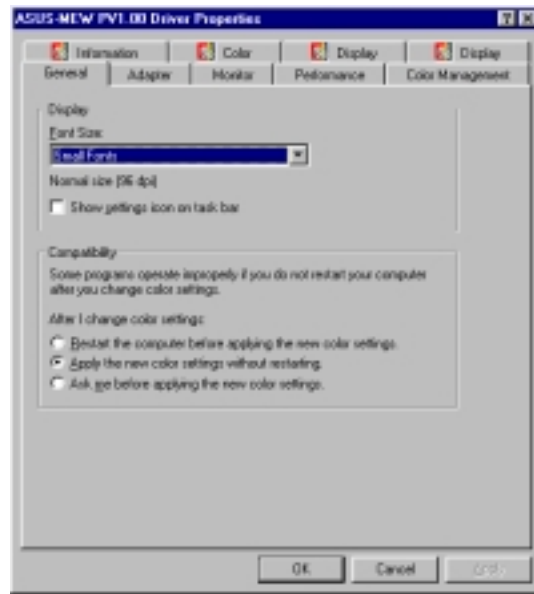 ASUS-MEW PV1.00 Driver Properties
Information Color Display Display
General Adapter Monitor Performance Color Management
Display
Font Size:
Small Fonts
Normal size (96 dpi)
Show settings icon on task bar
Compatibility
Some programs operate improperly if you do not restart your computer
after you change color settings.
After I change color settings:
Restart the computer before applying the new color settings.
Apply the new color settings without restarting.
Ask me before applying the new color settings.
OK Cancel Apply